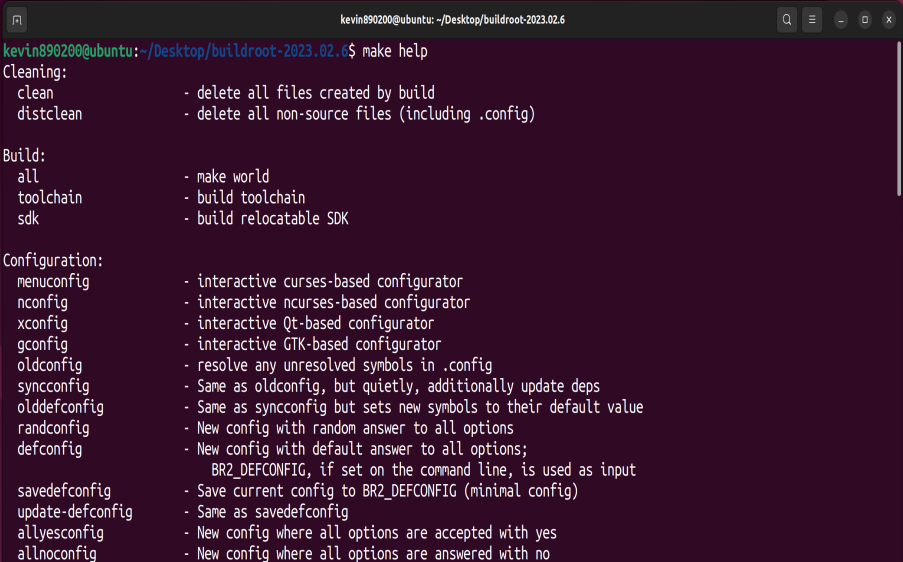 kevin890200@ubuntu: ~/Desktop/buildroot-2023.02.6
kevin890200@ubuntu:~/Desktop/buildroot-2023.02.6$ make help
Cleaning:
  clean              - delete all files created by build
  distclean          - delete all non-source files (including .config)

Build:
  all                - make world
  toolchain          - build toolchain
  sdk                - build relocatable SDK

Configuration:
  menuconfig         - interactive curses-based configurator
  nconfig            - interactive ncurses-based configurator
  xconfig            - interactive Qt-based configurator
  gconfig            - interactive GTK-based configurator
  oldconfig          - resolve any unresolved symbols in .config
  syncconfig         - Same as oldconfig, but quietly, additionally update deps
  olddefconfig       - Same as syncconfig but sets new symbols to their default value
  randconfig         - New config with random answer to all options
  defconfig          - New config with default answer to all options;
                         BR2_DEFCONFIG, if set on the command line, is used as input
  savedefconfig      - Save current config to BR2_DEFCONFIG (minimal config)
  update-defconfig   - Same as savedefconfig
  allyesconfig       - New config where all options are accepted with yes
  allnoconfig        - New config where all options are answered with no